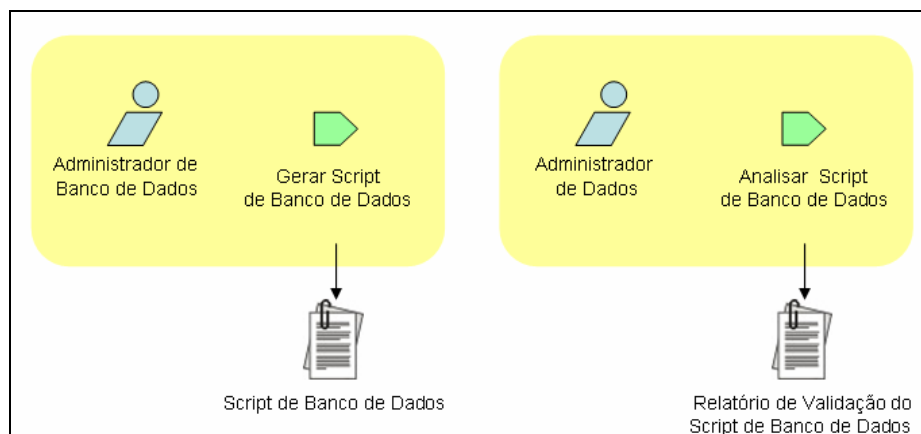 Administrador de
Banco de Dados
Gerar Script
de Banco de Dados
Script de Banco de Dados
Administrador
de Dados
Analisar Script
de Banco de Dados
Relatório de Validação do
Script de Banco de Dados